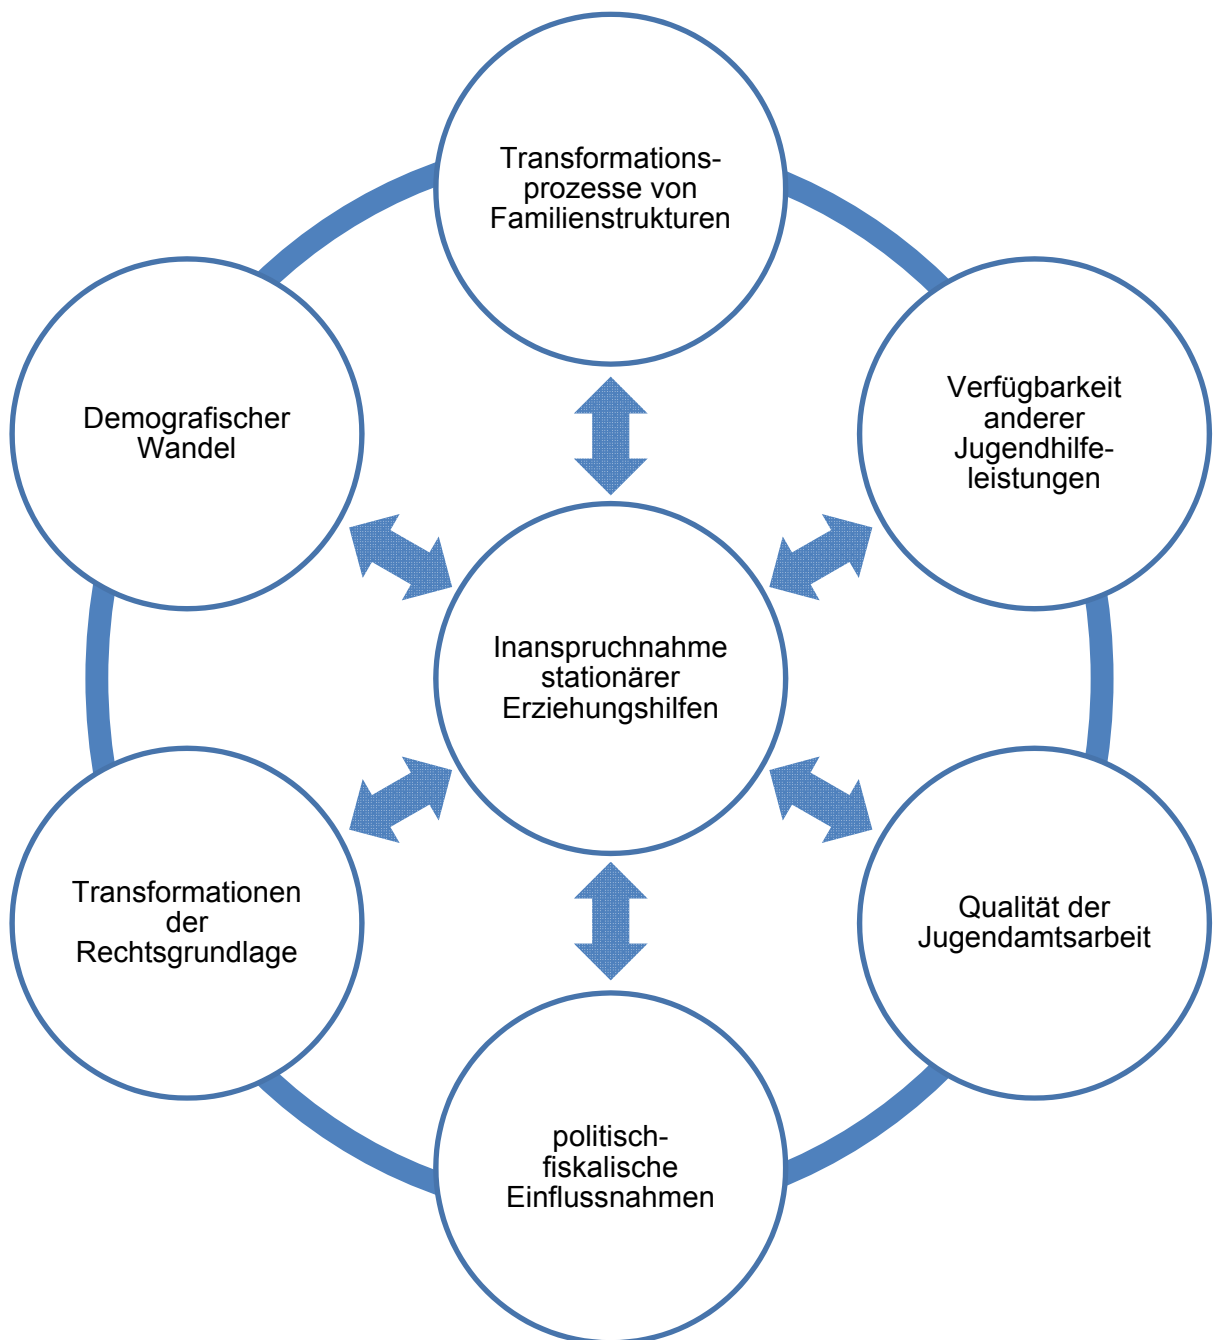 Transformations-
prozesse von
Familienstrukturen
Demografischer
Wandel
Verfügbarkeit
anderer
Jugendhilfe-
leistungen
Inanspruchnahme
stationärer
Erziehungshilfen
Transformationen
der
Rechtsgrundlage
Qualität der
Jugendamtsarbeit
politisch-
fiskalische
Einflussnahmen